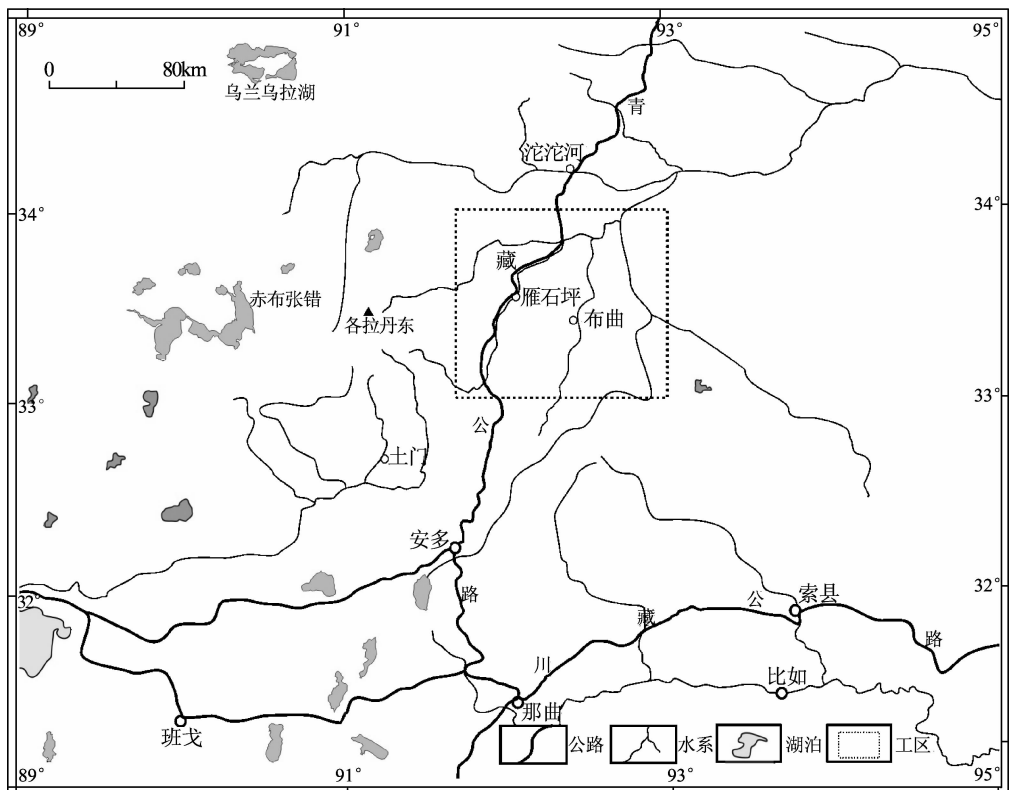 89°
91°
93°
95°
0
80km
乌兰乌拉湖
青
沱沱河
34°
34°
藏
雁石坪
赤布张错
各拉丹东
布曲
33°
33°
公
土门
安多
路
32°
32°
索县
公
藏
路
川
比如
那曲
班戈
公路
水系
湖泊
工区
89°
91°
93°
95°